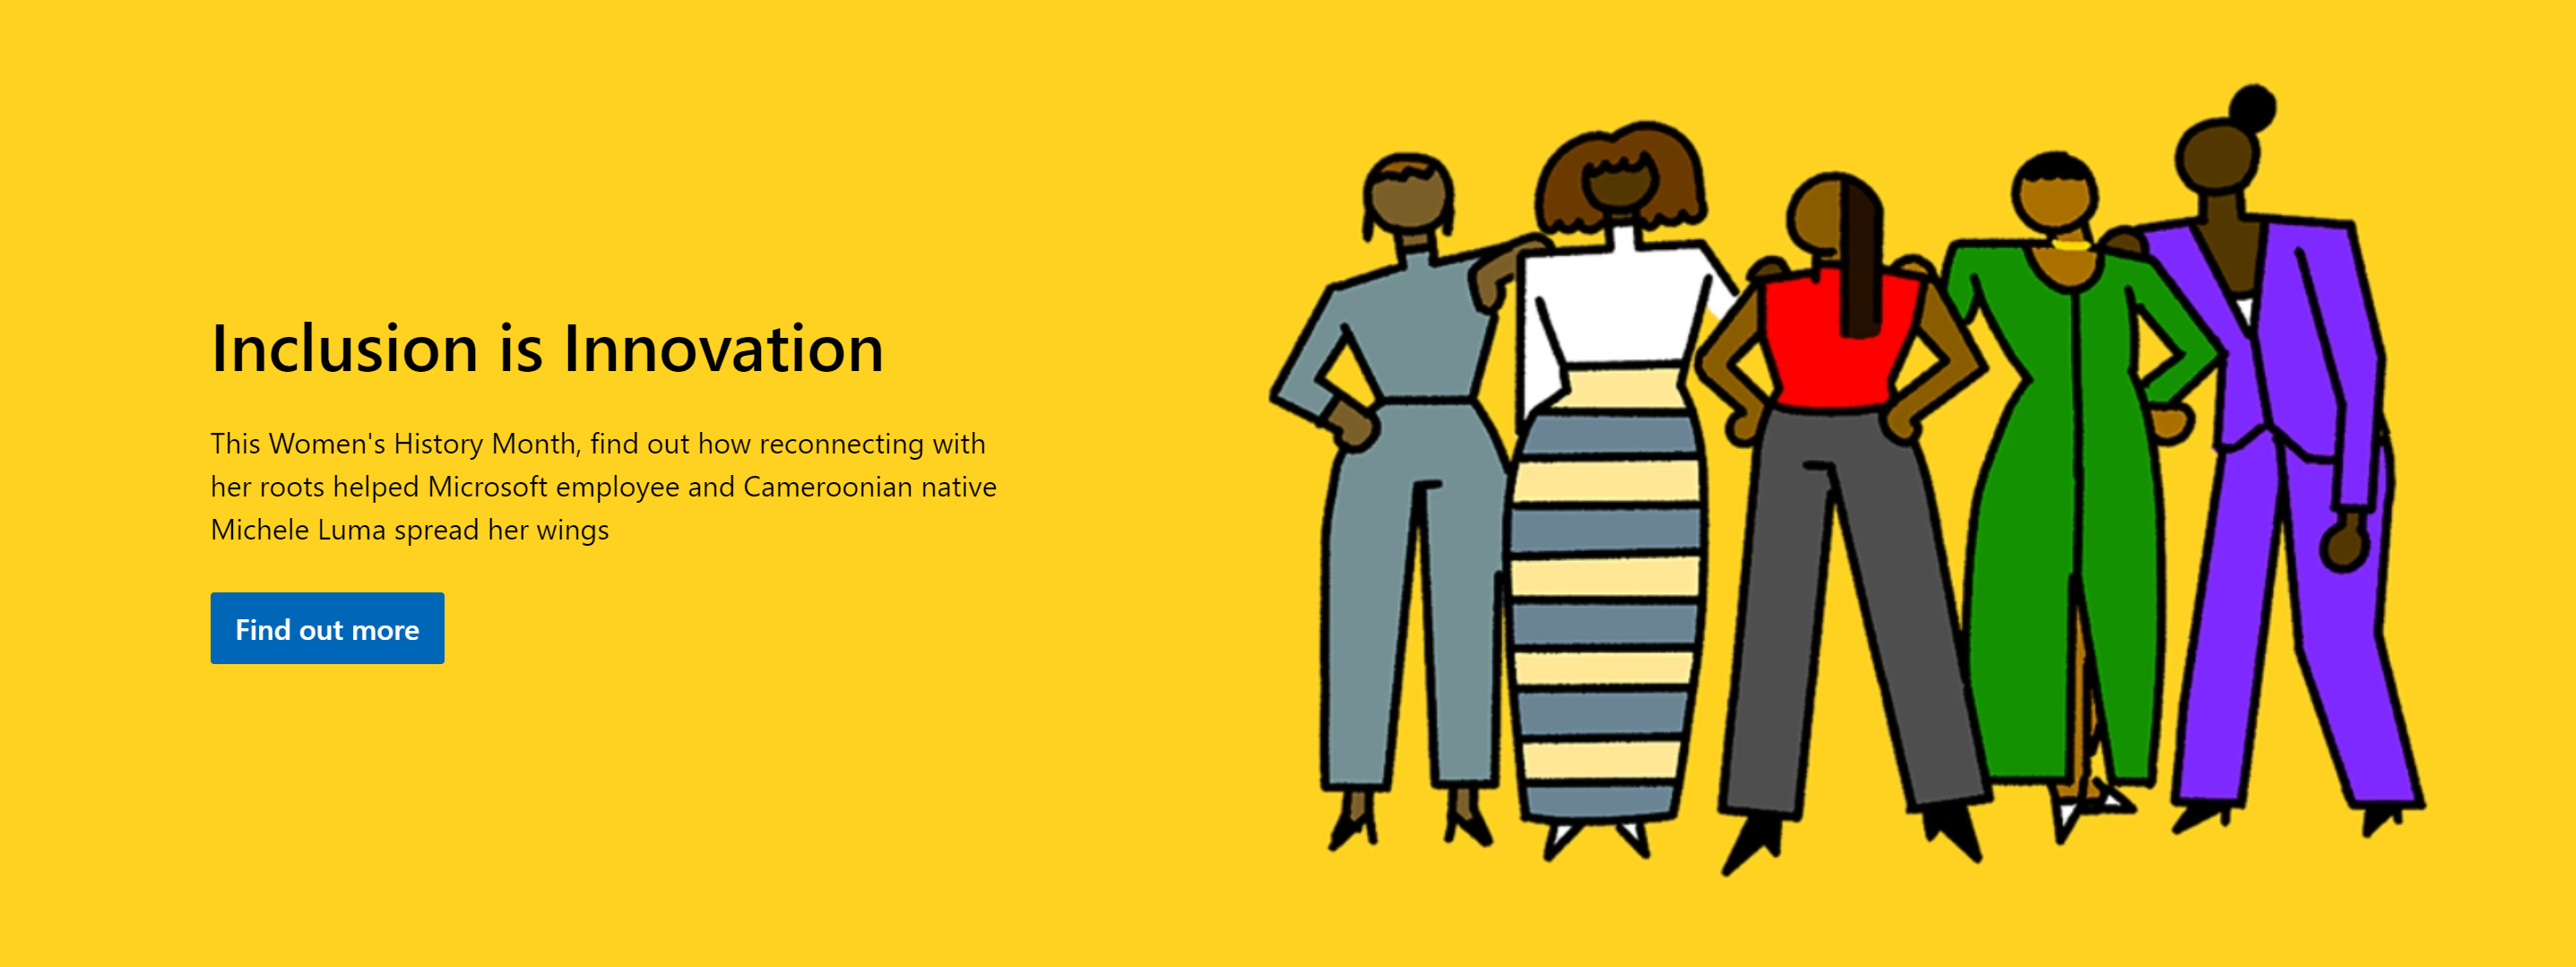 Inclusion is Innovation
This Women's History Month, find out how reconnecting with
her roots helped Microsoft employee and Cameroonian native
Michele Luma spread her wings
Find out more